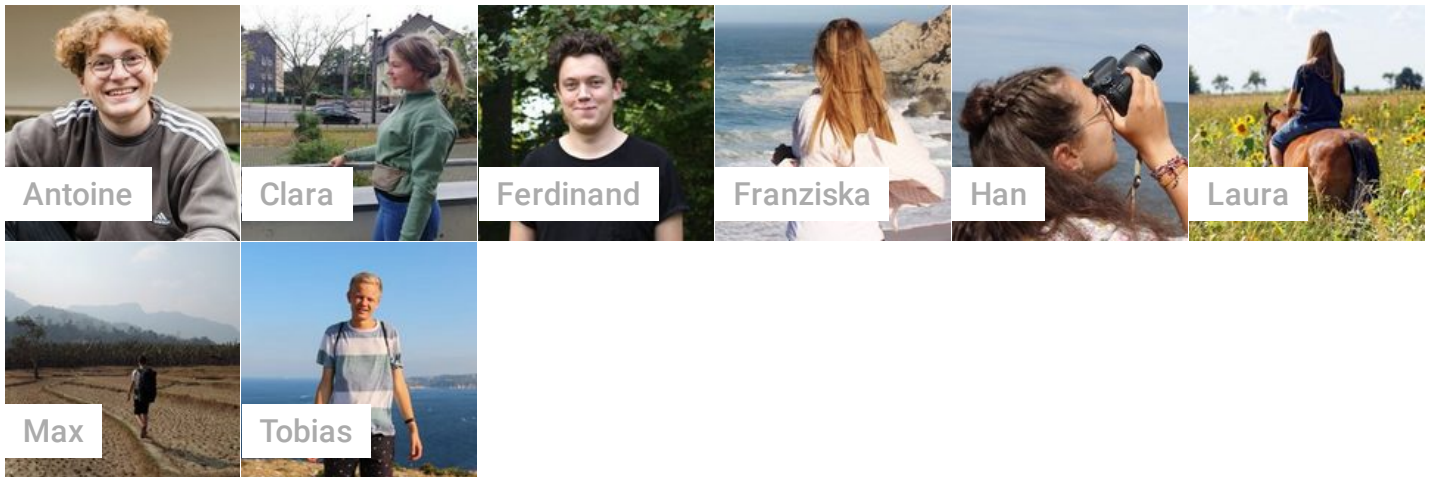 Antoine
Clara
Ferdinand
Franziska
Han
Laura
Max
Tobias